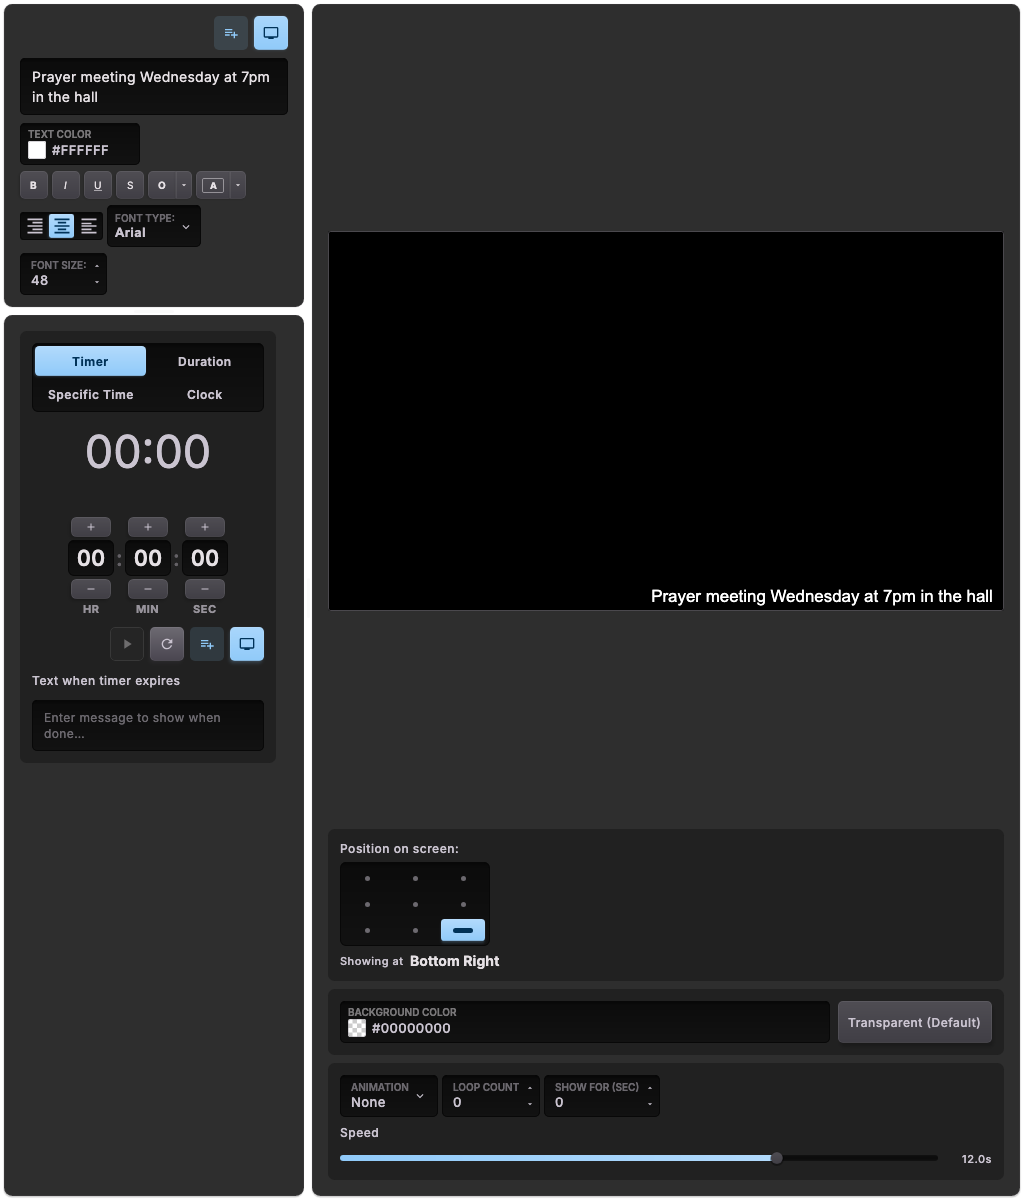 Prayer meeting Wednesday at 7pm
in the hall
TEXT COLOR
#FFFFFF
B I U S O A
FONT TYPE:
Arial
FONT SIZE:
48
Timer Duration
Specific Time Clock
00:00
+ + +
00 : 00 : 00
− − −
HR MIN SEC
Text when timer expires
Enter message to show when
done...
Prayer meeting Wednesday at 7pm in the hall
Position on screen:
Showing at Bottom Right
BACKGROUND COLOR
#00000000
Transparent (Default)
ANIMATION
None
LOOP COUNT
0
SHOW FOR (SEC)
0
Speed
12.0s